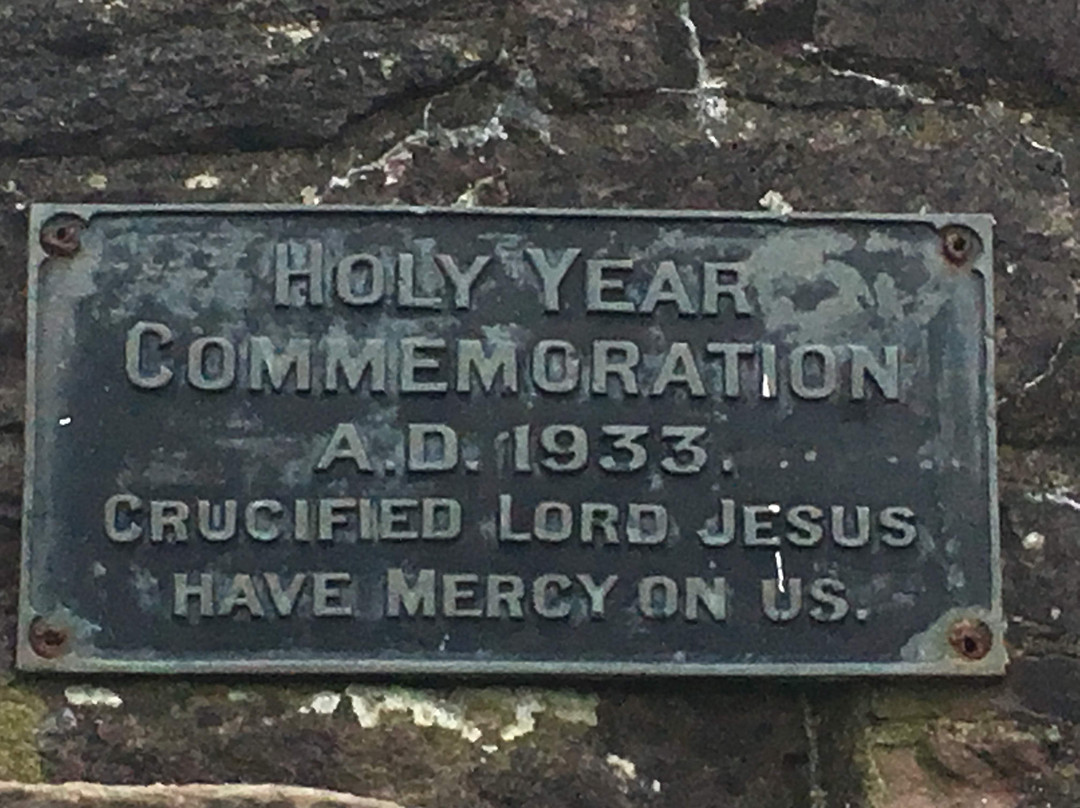 HOLY YEAR
COMMEMORATION
A.D. 1933.
CRUCIFIED LORD JESUS
HAVE MERCY ON US.